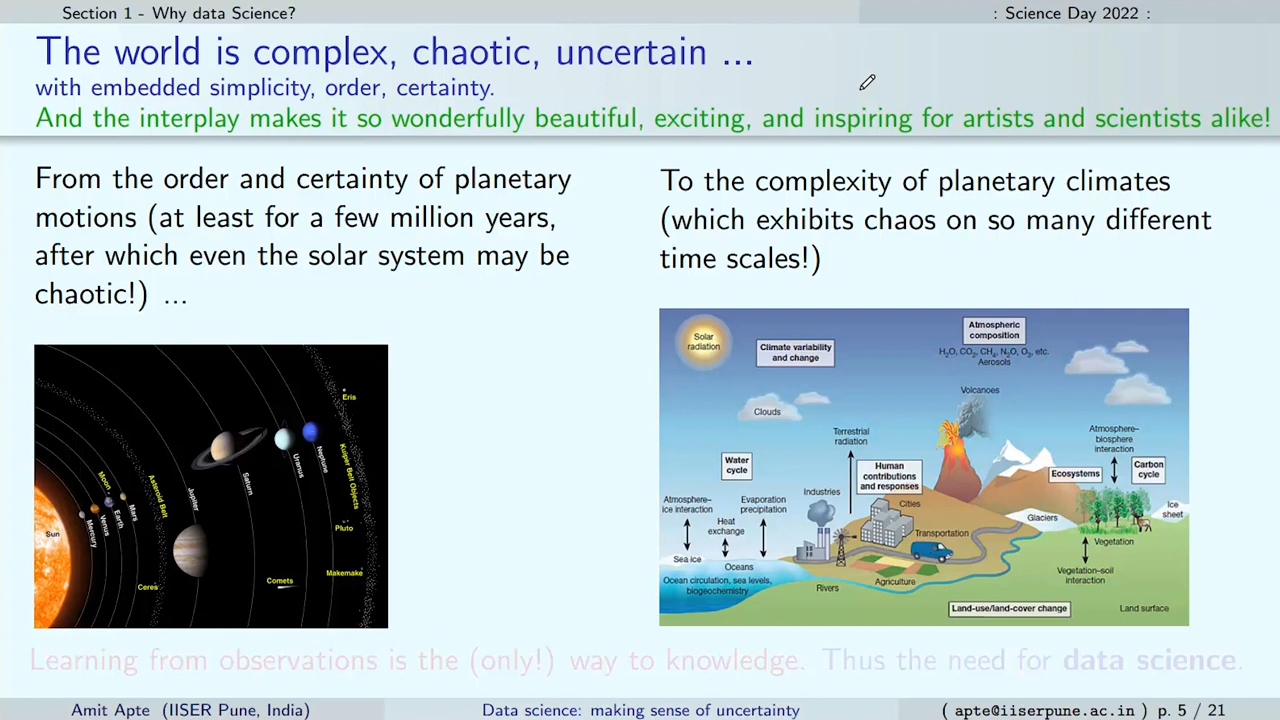 Section 1 - Why data Science?
: Science Day 2022 :
The world is complex, chaotic, uncertain ...
with embedded simplicity, order, certainty.
And the interplay makes it so wonderfully beautiful, exciting, and inspiring for artists and scientists alike!
From the order and certainty of planetary
motions (at least for a few million years,
after which even the solar system may be
chaotic!) ...
To the complexity of planetary climates
(which exhibits chaos on so many different
time scales!)
Sun
Mercury
Venus
Moon
Earth
Mars
Asteroid Belt
Ceres
Jupiter
Saturn
Uranus
Neptune
Comets
Eris
Kuiper Belt Objects
Pluto
Makemake
Solar
radiation
Climate variability
and change
Atmospheric
composition
H₂O, CO₂, CH₄, N₂O, O₃, etc.
Aerosols
Volcanoes
Clouds
Terrestrial
radiation
Atmosphere–
biosphere
interaction
Water
cycle
Human
contributions
and responses
Ecosystems
Carbon
cycle
Atmosphere–
ice interaction
Evaporation
precipitation
Heat
exchange
Industries
Cities
Transportation
Glaciers
Ice
sheet
Vegetation
Sea ice
Oceans
Ocean circulation, sea levels,
biogeochemistry
Rivers
Agriculture
Vegetation–soil
interaction
Land-use/land-cover change
Land surface
Learning from observations is the (only!) way to knowledge. Thus the need for data science.
Amit Apte (IISER Pune, India)
Data science: making sense of uncertainty
( apte@iiserpune.ac.in ) p. 5 / 21